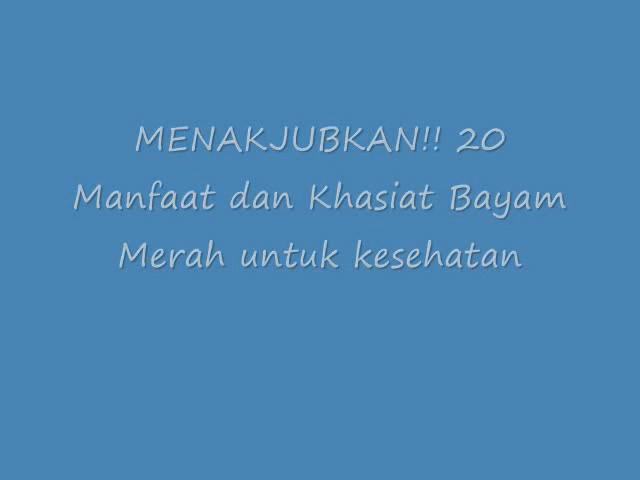 MENAKJUBKAN!! 20
Manfaat dan Khasiat Bayam
Merah untuk kesehatan